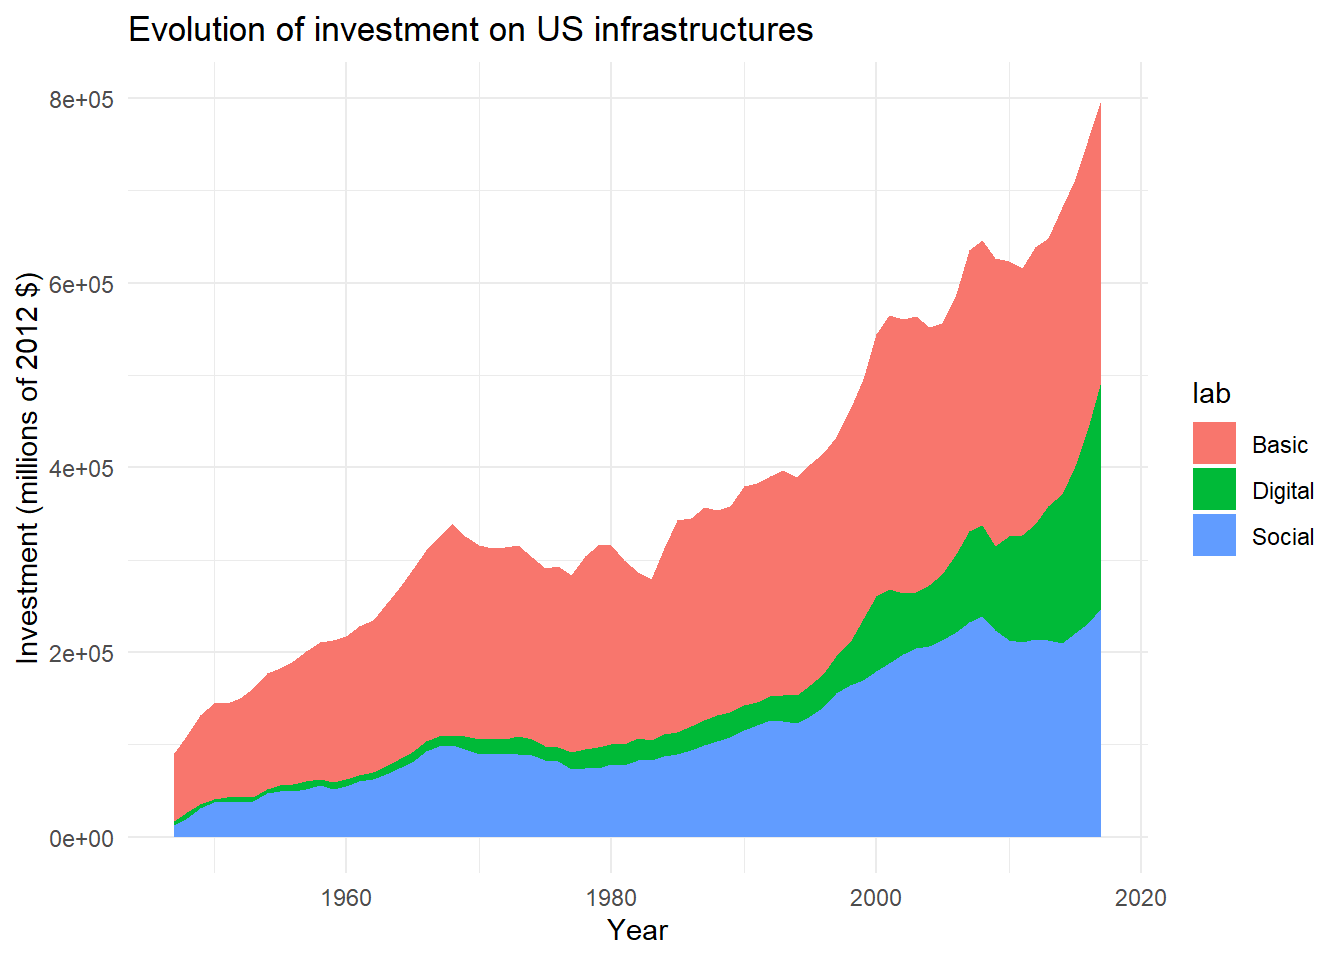 Evolution of investment on US infrastructures
8e+05
6e+05
4e+05
2e+05
0e+00
Investment (millions of 2012 $)
1960
1980
2000
2020
Year
lab
Basic
Digital
Social